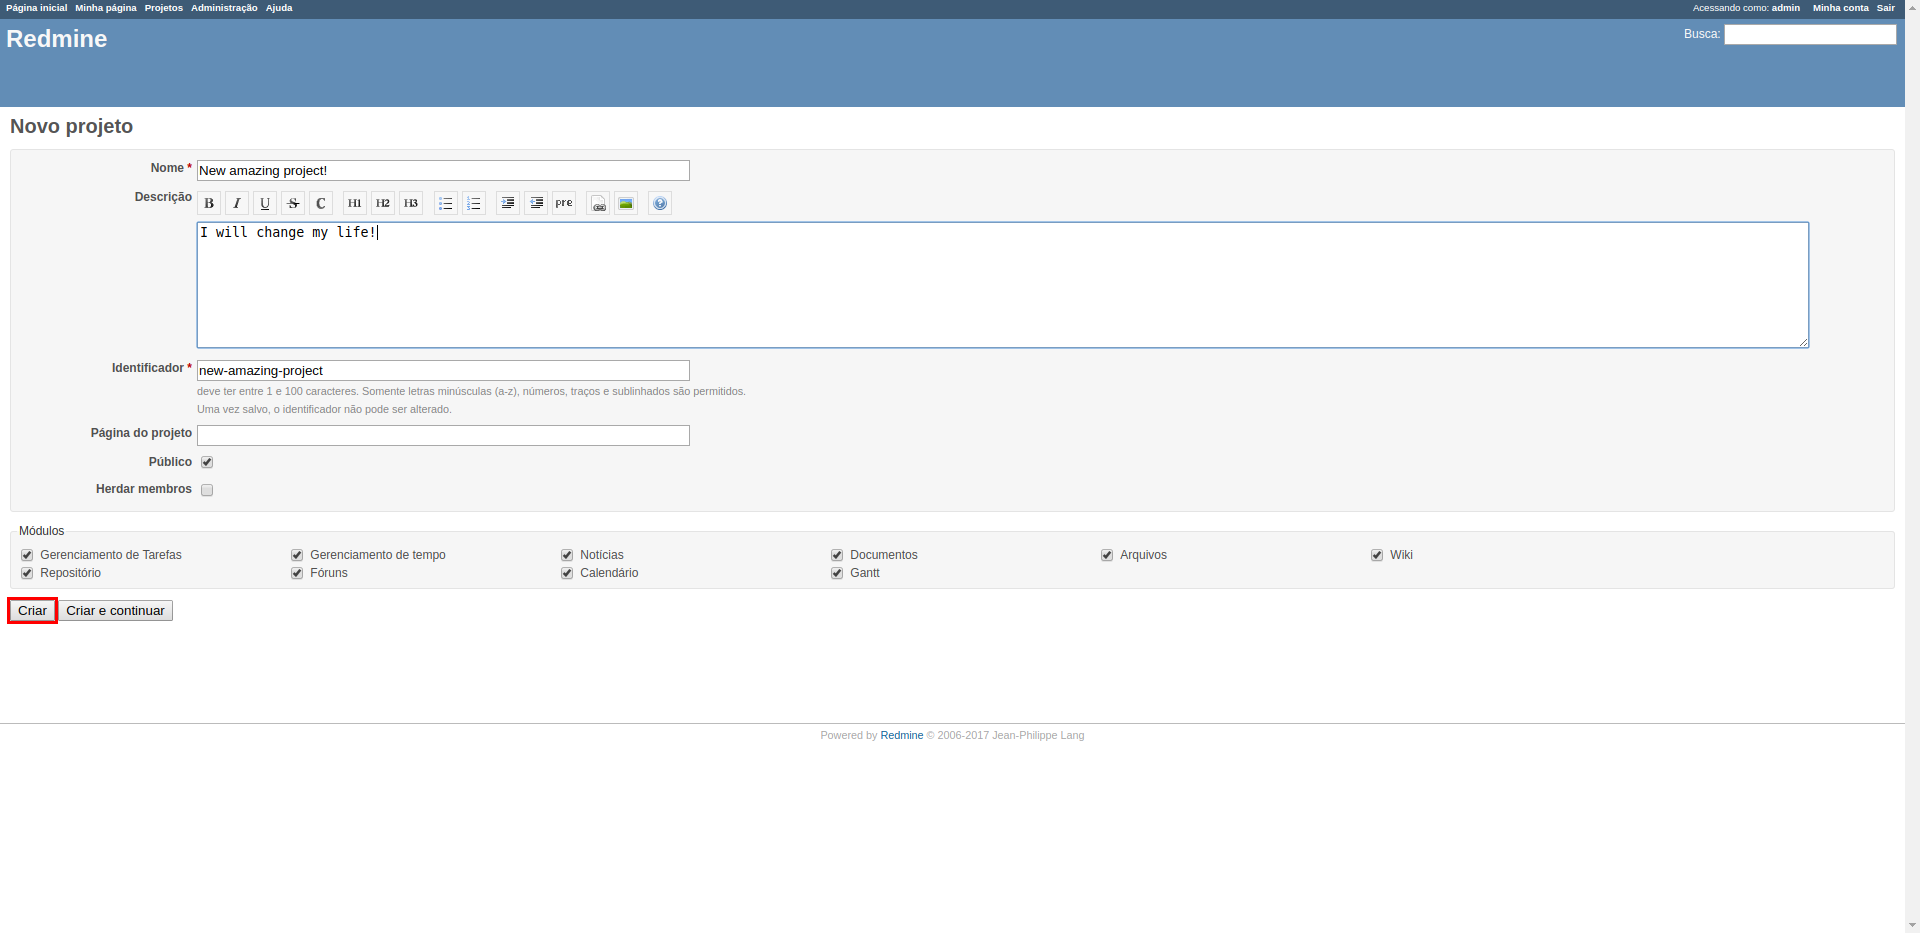 Página inicial Minha página Projetos Administração Ajuda Acessando como: admin Minha conta Sair
Redmine Busca:
Novo projeto
Nome * New amazing project!
Descrição B I U S C H1 H2 H3 pre
I will change my life!
Identificador * new-amazing-project
deve ter entre 1 e 100 caracteres. Somente letras minúsculas (a-z), números, traços e sublinhados são permitidos.
Uma vez salvo, o identificador não pode ser alterado.
Página do projeto
Público
Herdar membros
Módulos
Gerenciamento de Tarefas Gerenciamento de tempo Notícias Documentos Arquivos Wiki
Repositório Fóruns Calendário Gantt
Criar Criar e continuar
Powered by Redmine © 2006-2017 Jean-Philippe Lang